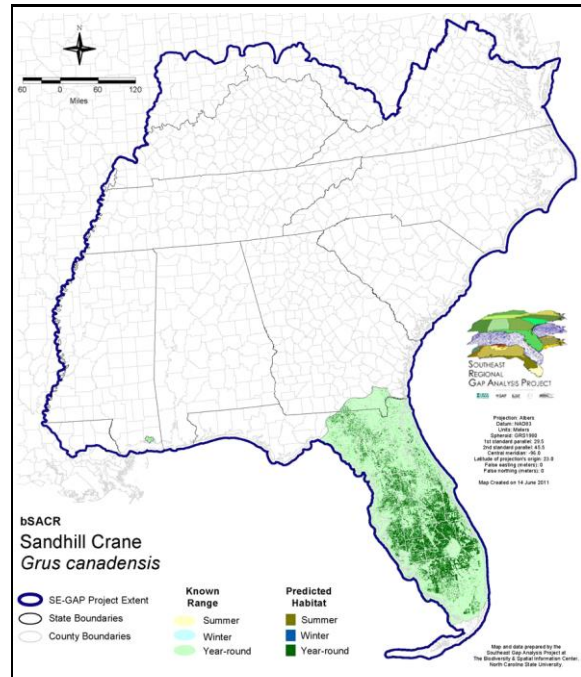 N
60 0 60 120
Miles
SOUTHEAST
REGIONAL
GAP ANALYSIS PROJECT
Projection: Albers
Datum: NAD83
Units: Meters
Spheroid: GRS1980
1st standard parallel: 29.5
2nd standard parallel: 45.5
Central meridian: -96.0
Latitude of projection's origin: 23.0
False easting (meters): 0
False northing (meters): 0
Map Created on 14 June 2011
bSACR
Sandhill Crane
Grus canadensis
SE-GAP Project Extent
State Boundaries
County Boundaries
Known
Range
Summer
Winter
Year-round
Predicted
Habitat
Summer
Winter
Year-round
Map and data prepared by the
Southeast Gap Analysis Project at
The Biodiversity & Spatial Information Center,
North Carolina State University.